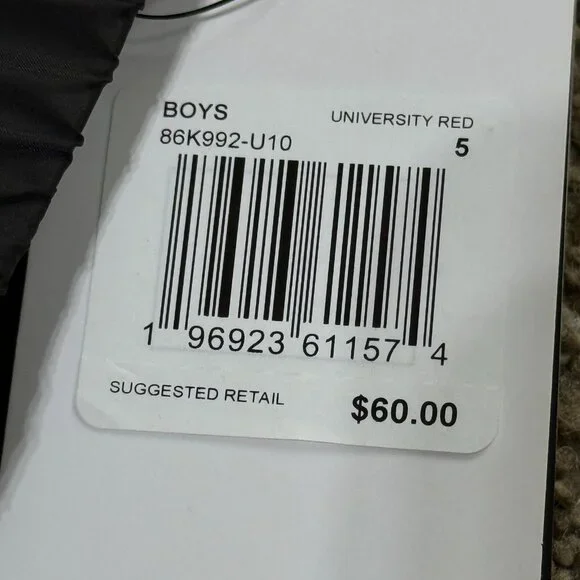 BOYS UNIVERSITY RED
86K992-U10 5
1 96923 61157 4
SUGGESTED RETAIL $60.00